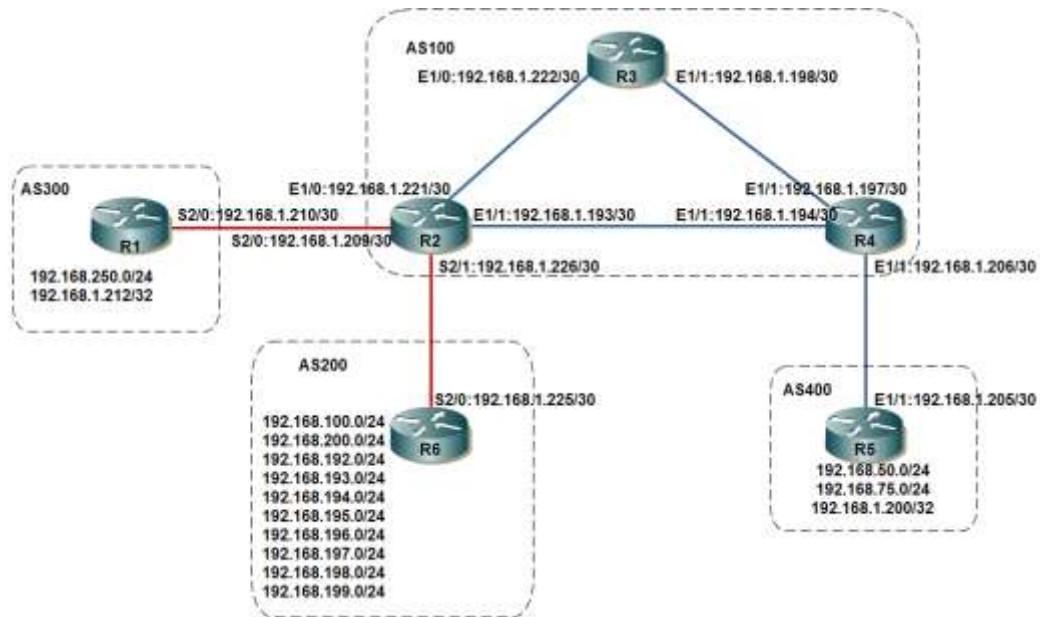 AS100
R3
E1/0:192.168.1.222/30
E1/1:192.168.1.198/30
AS300
E1/0:192.168.1.221/30
E1/1:192.168.1.197/30
S2/0:192.168.1.210/30
E1/1:192.168.1.193/30
E1/1:192.168.1.194/30
R1
S2/0:192.168.1.209/30
R2
R4
192.168.250.0/24
192.168.1.212/32
S2/1:192.168.1.226/30
E1/1:192.168.1.206/30
AS200
AS400
S2/0:192.168.1.225/30
E1/1:192.168.1.205/30
192.168.100.0/24
192.168.200.0/24
192.168.192.0/24
192.168.193.0/24
192.168.194.0/24
192.168.195.0/24
192.168.196.0/24
192.168.197.0/24
192.168.198.0/24
192.168.199.0/24
R6
R5
192.168.50.0/24
192.168.75.0/24
192.168.1.200/32